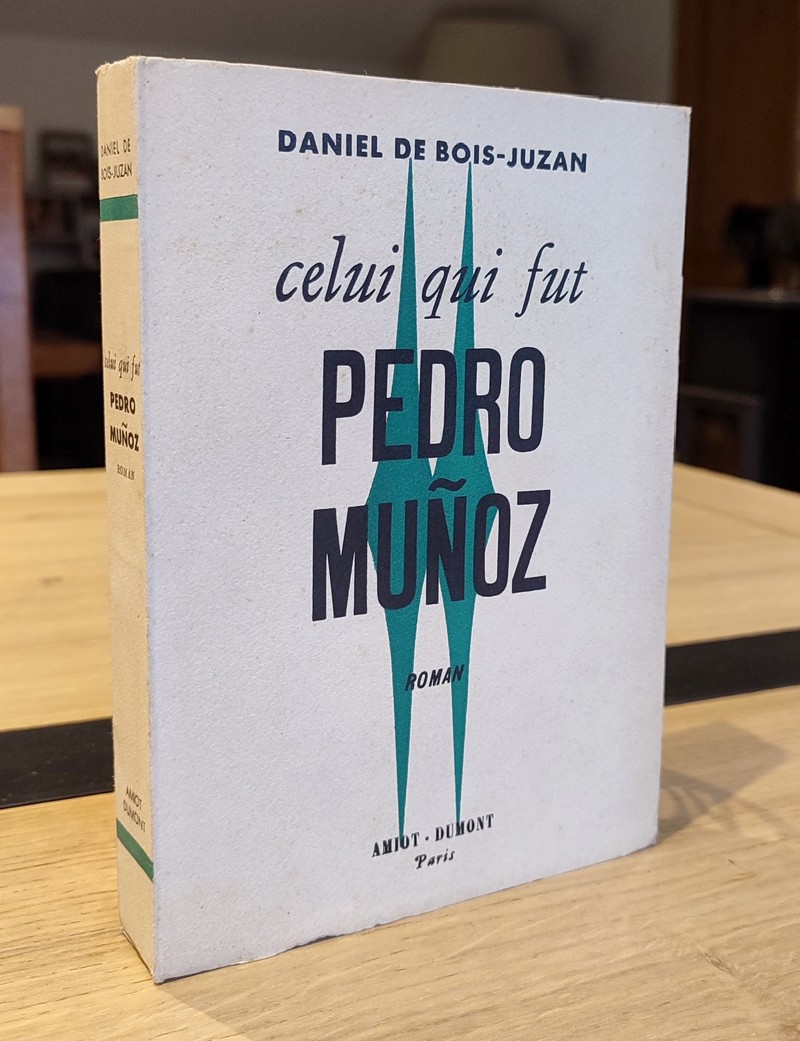 DANIEL DE BOIS-JUZAN
celui qui fut
PEDRO
MUÑOZ
ROMAN
AMIOT · DUMONT
Paris
DANIEL DE
BOIS-JUZAN
celui qui fut
PEDRO
MUÑOZ
ROMAN
AMIOT
DUMONT